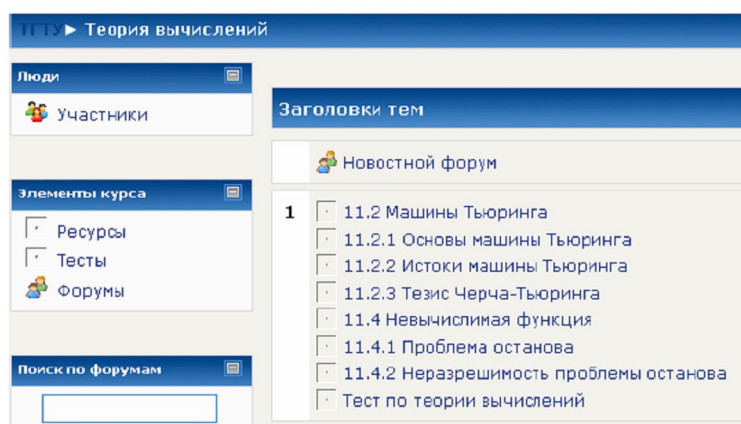 ТГТУ► Теория вычислений
Люди
Участники
Элементы курса
Ресурсы
Тесты
Форумы
Поиск по форумам
Заголовки тем
Новостной форум
1 11.2 Машины Тьюринга
11.2.1 Основы машины Тьюринга
11.2.2 Истоки машины Тьюринга
11.2.3 Тезис Черча-Тьюринга
11.4 Невычислимая функция
11.4.1 Проблема останова
11.4.2 Неразрешимость проблемы останова
Тест по теории вычислений